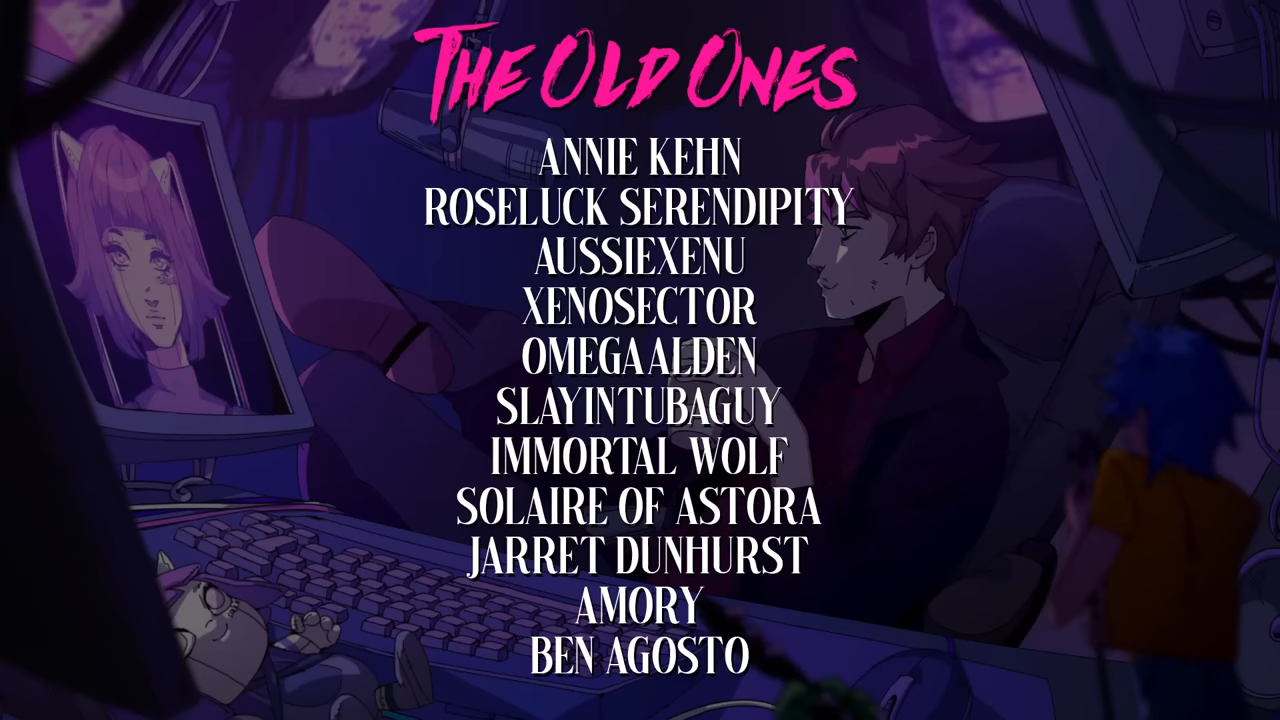 THE OLD ONES
ANNIE KEHN
ROSELUCK SERENDIPITY
AUSSIEXENU
XENOSECTOR
OMEGAALDEN
SLAYINTUBAGUY
IMMORTAL WOLF
SOLAIRE OF ASTORA
JARRET DUNHURST
AMORY
BEN AGOSTO